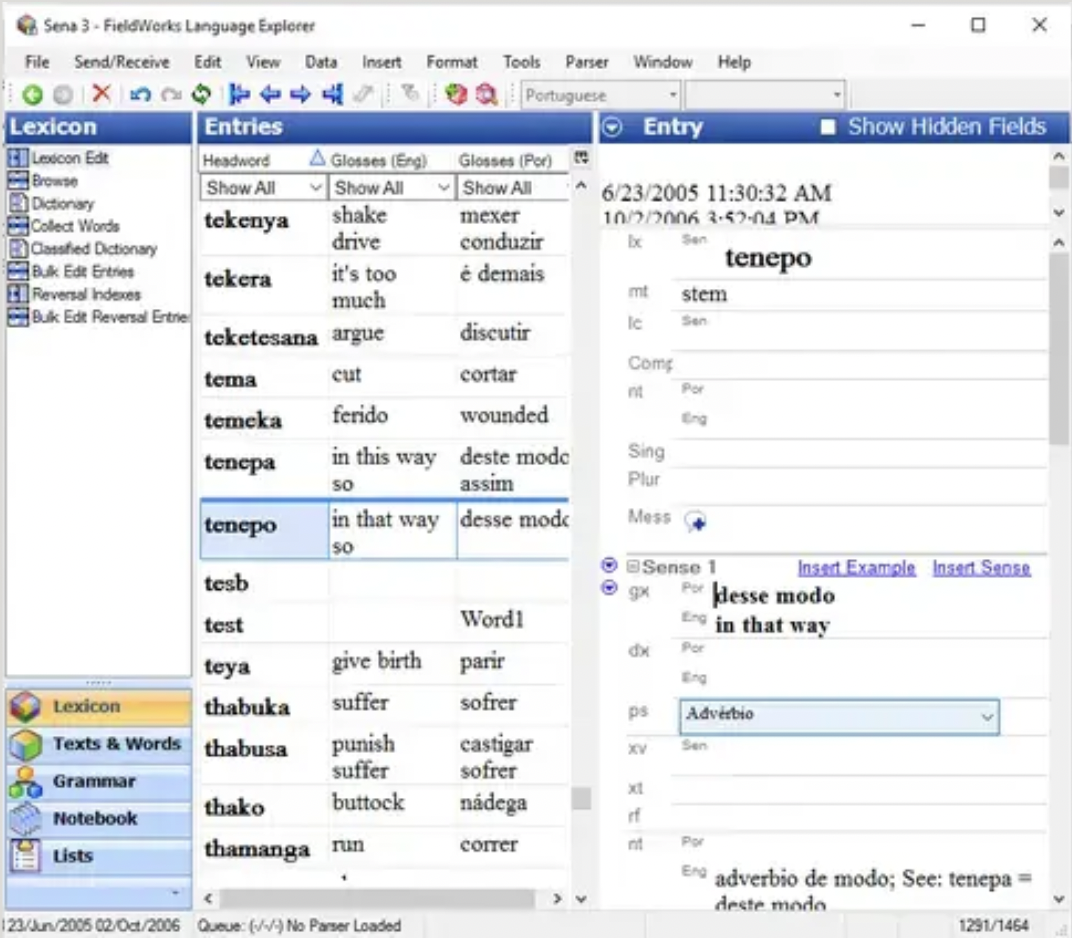 Sena 3 - FieldWorks Language Explorer
File Send/Receive Edit View Data Insert Format Tools Parser Window Help
Portuguese
Lexicon
Lexicon Edit
Browse
Dictionary
Collect Words
Classified Dictionary
Bulk Edit Entries
Reversal Indexes
Bulk Edit Reversal Entrie
Lexicon
Texts & Words
Grammar
Notebook
Lists
Entries
Headword Glosses (Eng) Glosses (Por)
Show All Show All Show All
tekenya shake mexer
drive conduzir
tekera it's too é demais
much
teketesana argue discutir
tema cut cortar
temeka ferido wounded
tenepa in this way deste modo
so assim
tenepo in that way desse modo
so
tesb
test Word1
teya give birth parir
thabuka suffer sofrer
thabusa punish castigar
suffer sofrer
thako buttock nádega
thamanga run correr
Entry Show Hidden Fields
6/23/2005 11:30:32 AM
10/2/2006 3:52:04 PM
lx Sen tenepo
mt stem
lc Sen
Comp
nt Por
Eng
Sing
Plur
Mess
Sense 1 Insert Example Insert Sense
gx Por desse modo
Eng in that way
dx Por
Eng
ps Advérbio
xv Sen
xt
rf
nt Por
Eng adverbio de modo; See: tenepa =
deste modo
23/Jun/2005 02/Oct/2006 Queue: (-/-/-) No Parser Loaded 1291/1464